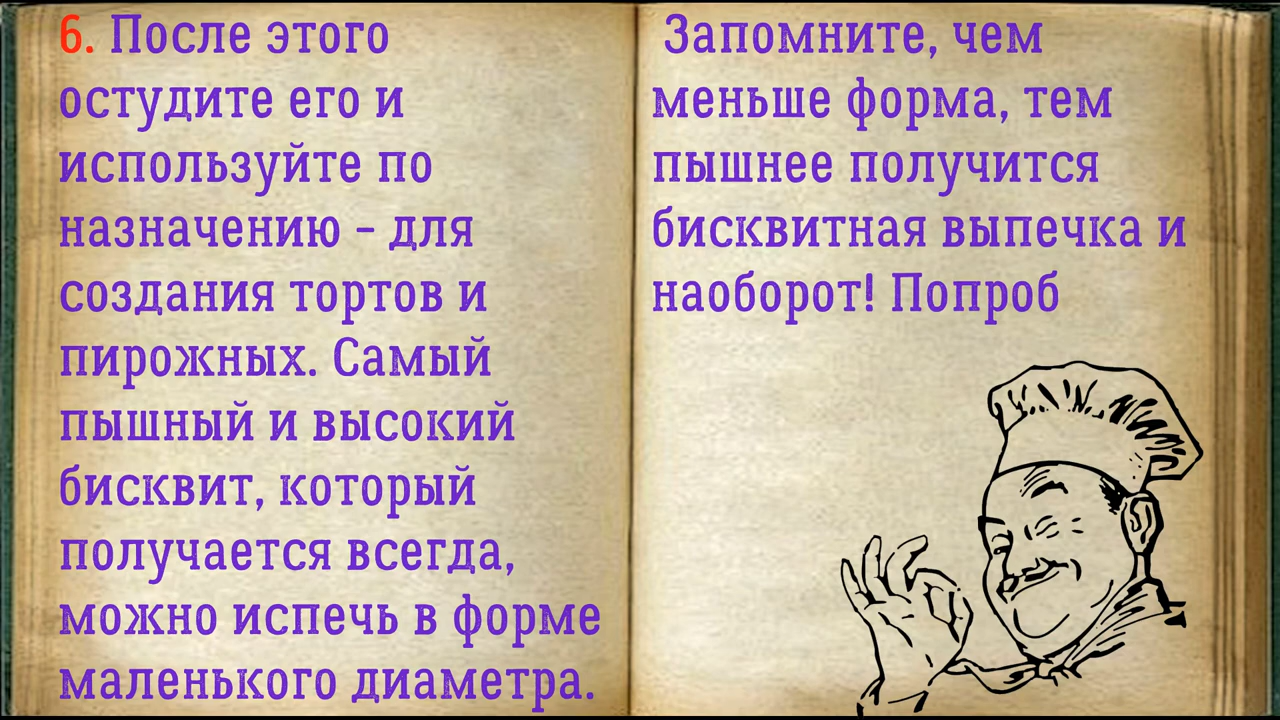 6. После этого
остудите его и
используйте по
назначению – для
создания тортов и
пирожных. Самый
пышный и высокий
бисквит, который
получается всегда,
можно испечь в форме
маленького диаметра.
Запомните, чем
меньше форма, тем
пышнее получится
бисквитная выпечка и
наоборот! Попроб